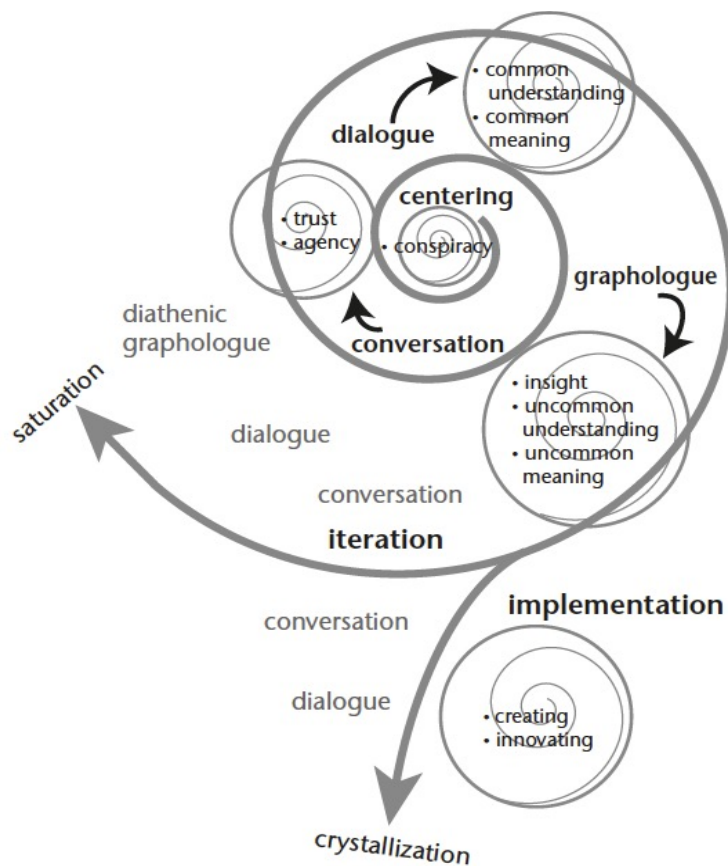 • common
understanding
• common
meaning
dialogue
centering
• trust
• agency
• conspiracy
graphologue
diathenic
graphologue
conversation
• insight
• uncommon
understanding
• uncommon
meaning
saturation
dialogue
conversation
iteration
implementation
conversation
dialogue
• creating
• innovating
crystallization